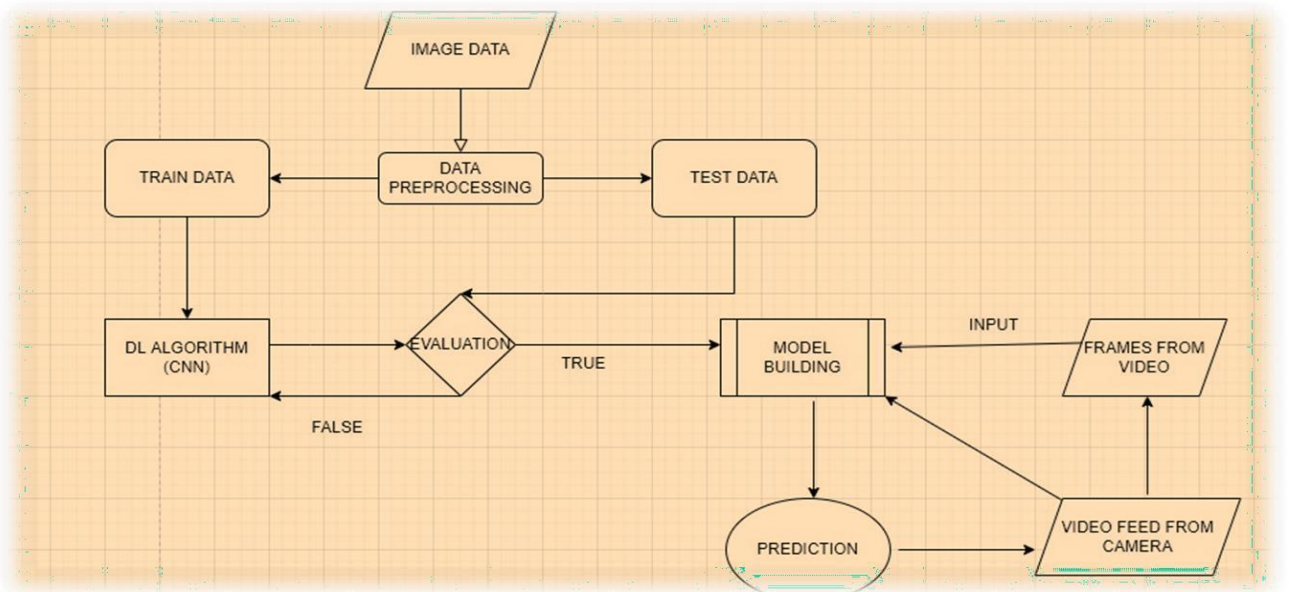 IMAGE DATA
TRAIN DATA
DATA
PREPROCESSING
TEST DATA
DL ALGORITHM
(CNN)
EVALUATION
TRUE
FALSE
MODEL
BUILDING
INPUT
FRAMES FROM
VIDEO
PREDICTION
VIDEO FEED FROM
CAMERA